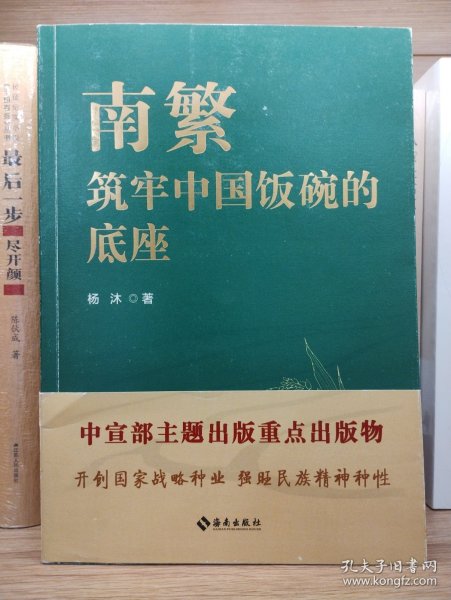 南繁
筑牢中国饭碗的
底座
杨沐◎著
中宣部主题出版重点出版物
开创国家战略种业 强旺民族精神种性
海南出版社
HAINAN PUBLISHING HOUSE
最后一步
尽开颜
著
孔夫子旧书网
www.kongfz.com